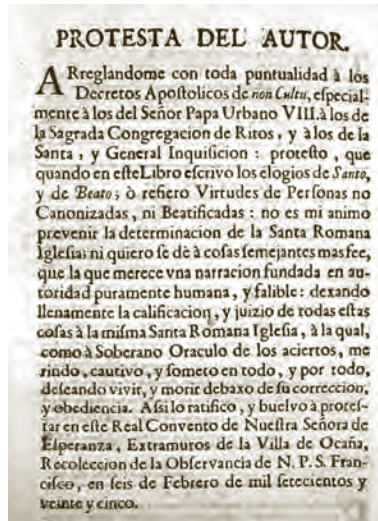 PROTESTA DEL AUTOR.
ARreglandome con toda puntualidad à los
Decretos Apoſtolicos de non Cultu, eſpecial-
mente à los del Señor Papa Urbano VIII. à los de
la Sagrada Congregacion de Ritos, y à los de la
Santa, y General Inquiſicion: proteſto, que
quando en eſte Libro eſcrivo los elogios de Santo,
y de Beato; ò refiero Virtudes de Perſonas no
Canonizadas, ni Beatificadas: no es mi animo
prevenir la determinacion de la Santa Romana
Igleſia; ni quiero ſe dè à coſas ſemejantes mas fee,
que la que merece vna narracion fundada en au-
toridad puramente humana, y falible: dexando
llenamente la calificacion, y juizio de todas eſtas
coſas à la miſma Santa Romana Igleſia, à la qual,
como à Soberano Oraculo de los aciertos, me
rindo, cautivo, y ſometo en todo, y por todo,
deſeando vivir, y morir debaxo de ſu correccion,
y obediencia. Aſsi lo ratifico, y buelvo à proteſ-
tar en eſte Real Convento de Nueſtra Señora de
Eſperanza, Extramuros de la Villa de Ocaña,
Recoleccion de la Obſervancia de N. P. S. Fran-
ciſco, en ſeis de Febrero de mil ſetecientos y
veinte y cinco.